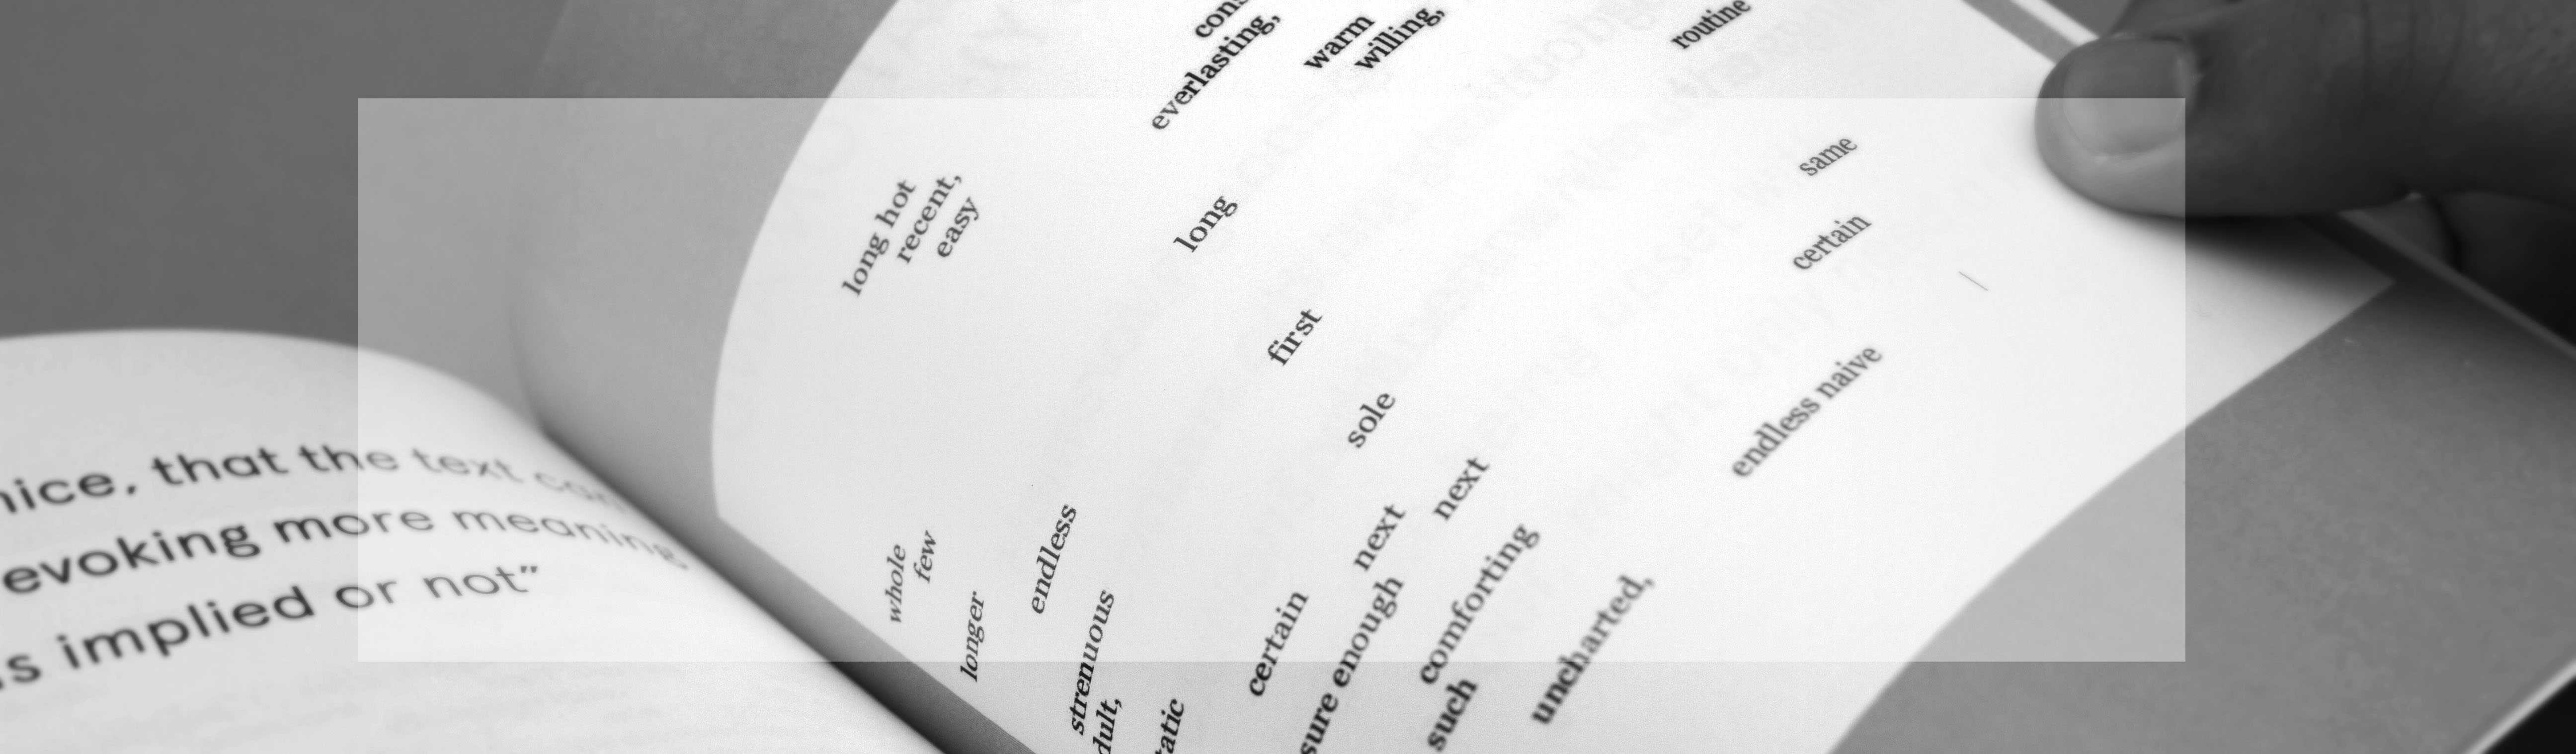 nice, that the text
evoking more meaning
s implied or not”
everlasting,
warm
willing,
routine
long hot
recent,
easy
long
same
certain
first
sole
endless naive
next
next
whole
few
longer
endless
strenuous
certain
sure enough
comforting
such
uncharted,